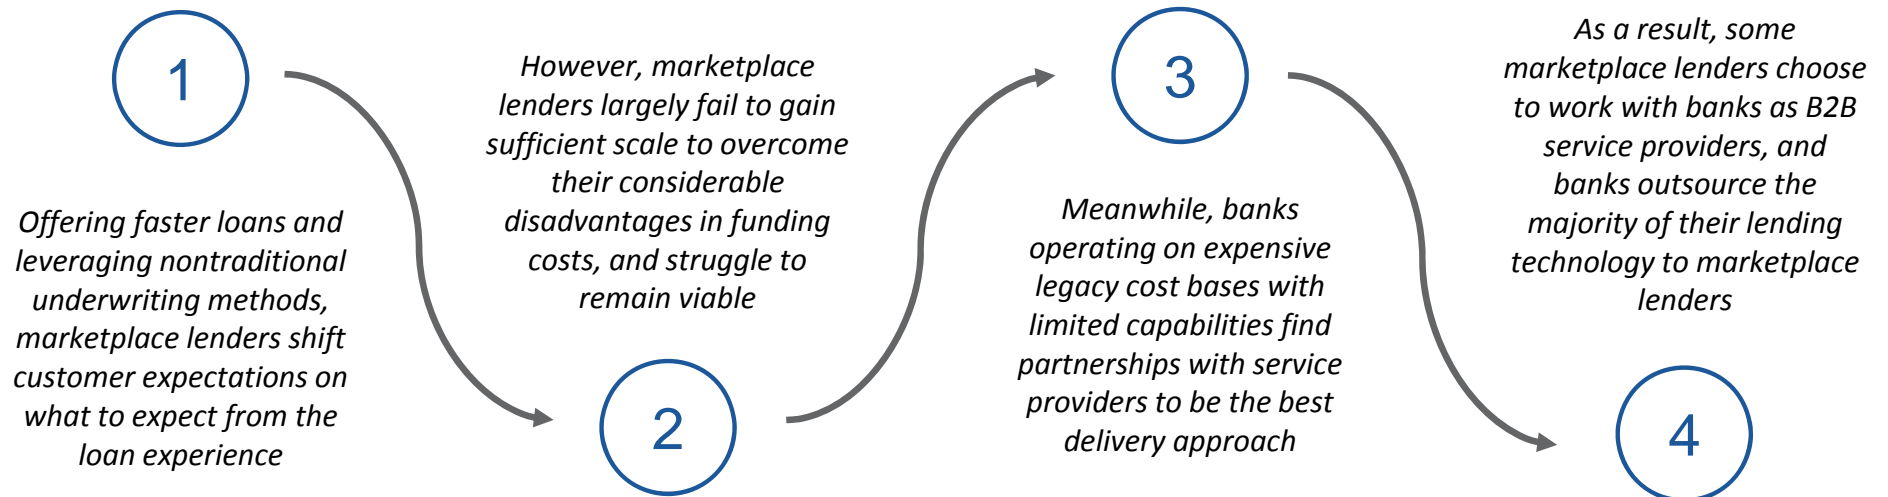 1
Offering faster loans and
leveraging nontraditional
underwriting methods,
marketplace lenders shift
customer expectations on
what to expect from the
loan experience
However, marketplace
lenders largely fail to gain
sufficient scale to overcome
their considerable
disadvantages in funding
costs, and struggle to
remain viable
2
3
Meanwhile, banks
operating on expensive
legacy cost bases with
limited capabilities find
partnerships with service
providers to be the best
delivery approach
As a result, some
marketplace lenders choose
to work with banks as B2B
service providers, and
banks outsource the
majority of their lending
technology to marketplace
lenders
4